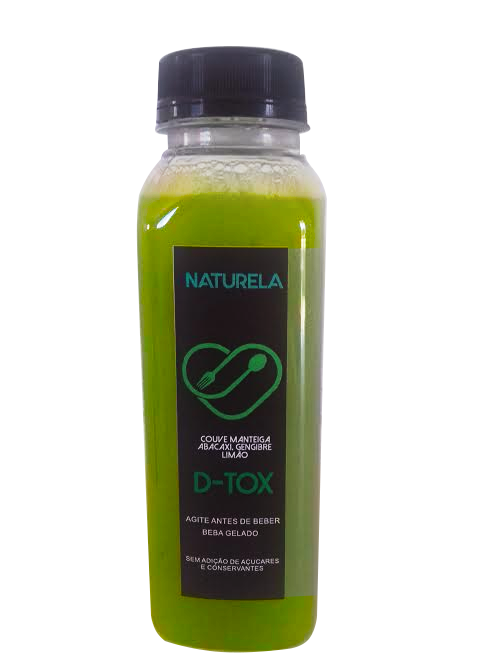 NATURELA
COUVE MANTEIGA
ABACAXI, GENGIBRE
LIMÃO
D-TOX
AGITE ANTES DE BEBER
BEBA GELADO
SEM ADIÇÃO DE AÇUCARES
E CONSERVANTES